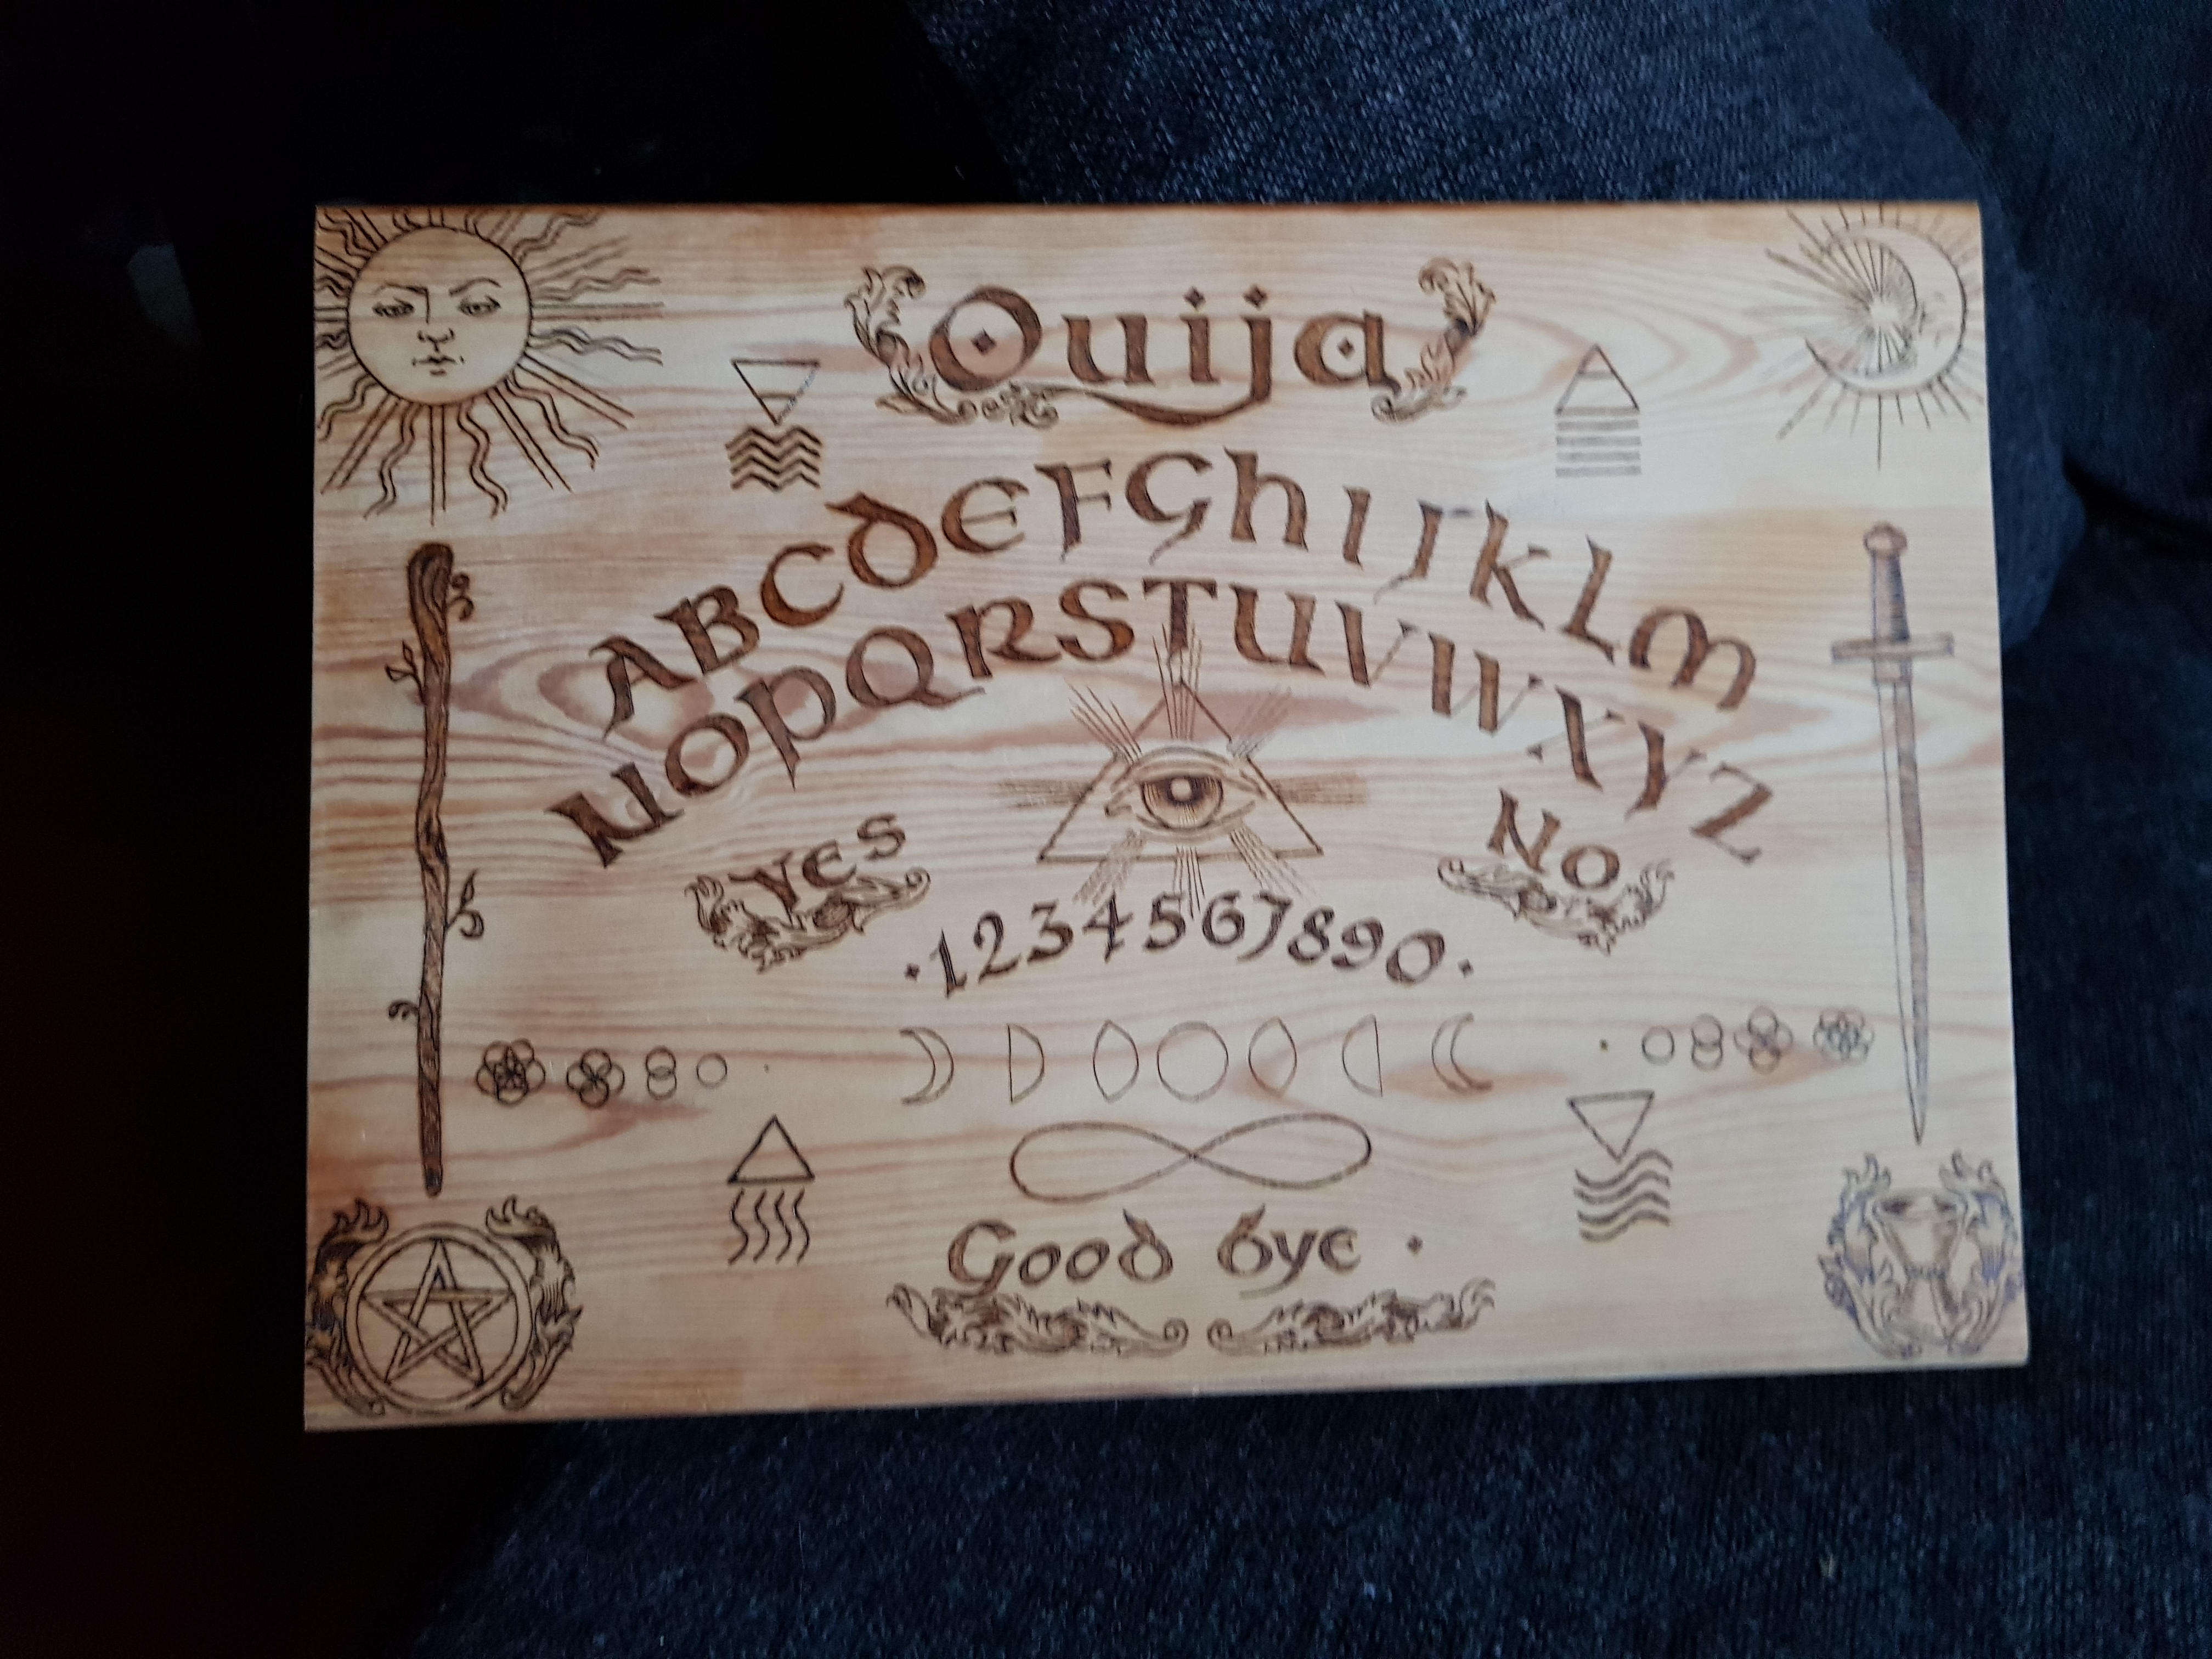 Ouija
ABCDEFGhIJKLM
NOPQRSTUVWXYZ
YES
NO
1234567890
Good bye